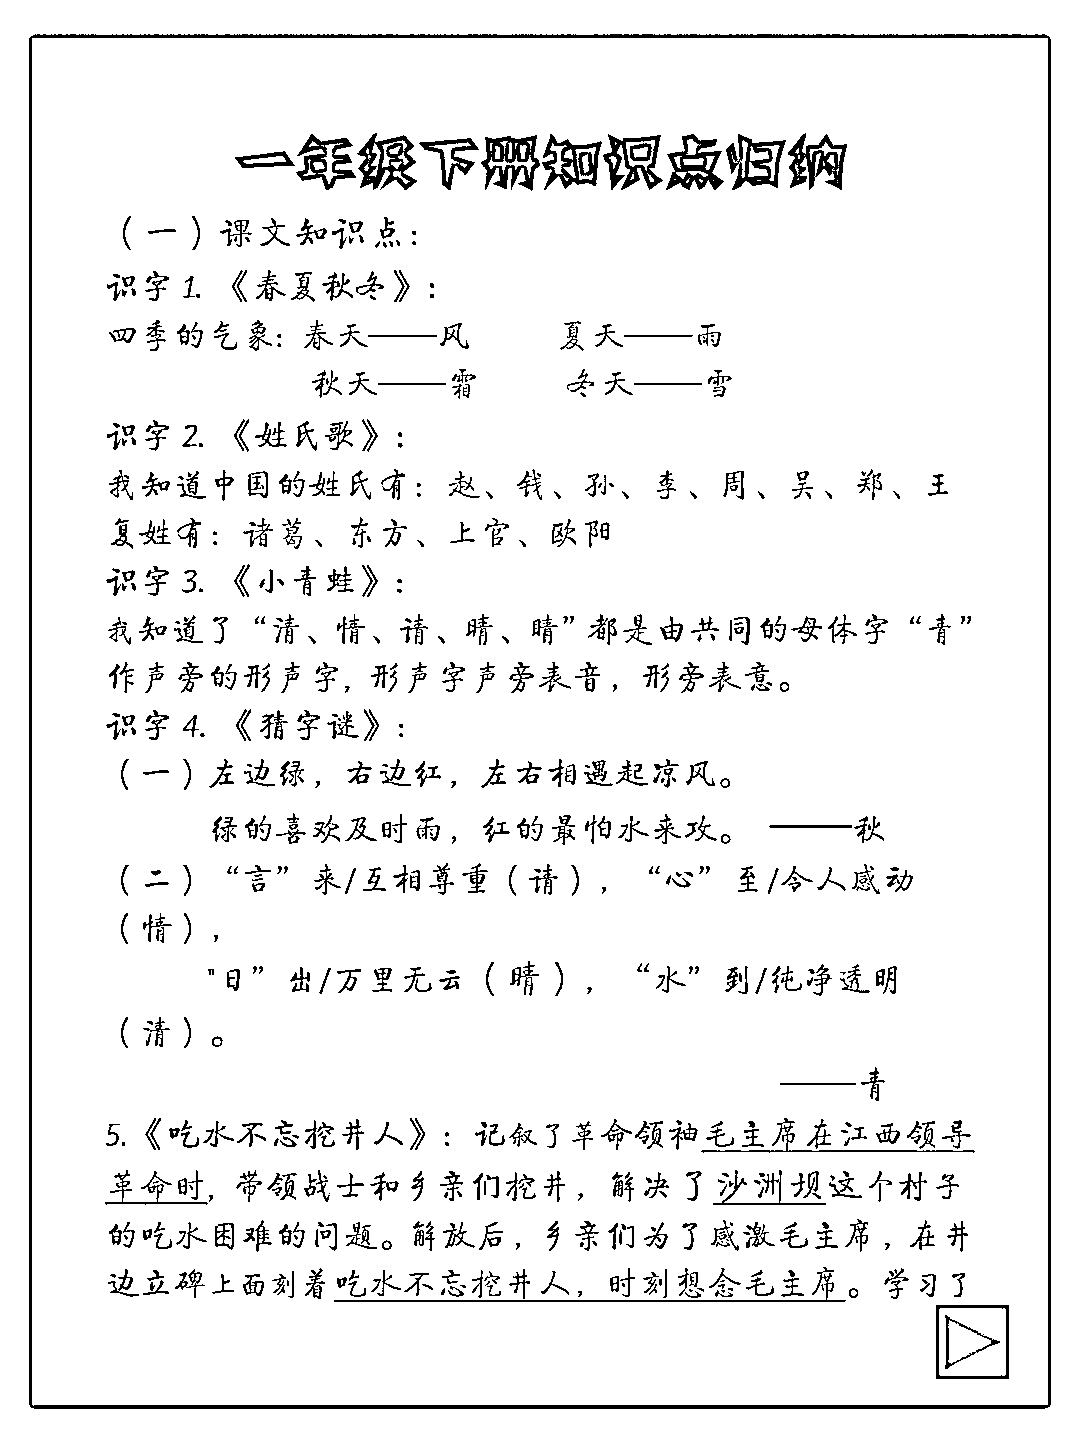 一年级下册知识点归纳
（一）课文知识点：
识字 1. 《春夏秋冬》：
四季的气象：春天——风 夏天——雨
秋天——霜 冬天——雪
识字 2. 《姓氏歌》：
我知道中国的姓氏有：赵、钱、孙、李、周、吴、郑、王
复姓有：诸葛、东方、上官、欧阳
识字 3. 《小青蛙》：
我知道了“清、情、请、晴、睛”都是由共同的母体字“青”
作声旁的形声字，形声字声旁表音，形旁表意。
识字 4. 《猜字谜》：
（一）左边绿，右边红，左右相遇起凉风。
绿的喜欢及时雨，红的最怕水来攻。 ——秋
（二）“言”来/互相尊重（请），“心”至/令人感动
（情），
"日”出/万里无云（晴），“水”到/纯净透明
（清）。
——青
5.《吃水不忘挖井人》：记叙了革命领袖毛主席在江西领导
革命时，带领战士和乡亲们挖井，解决了沙洲坝这个村子
的吃水困难的问题。解放后，乡亲们为了感激毛主席，在井
边立碑上面刻着吃水不忘挖井人，时刻想念毛主席。学习了